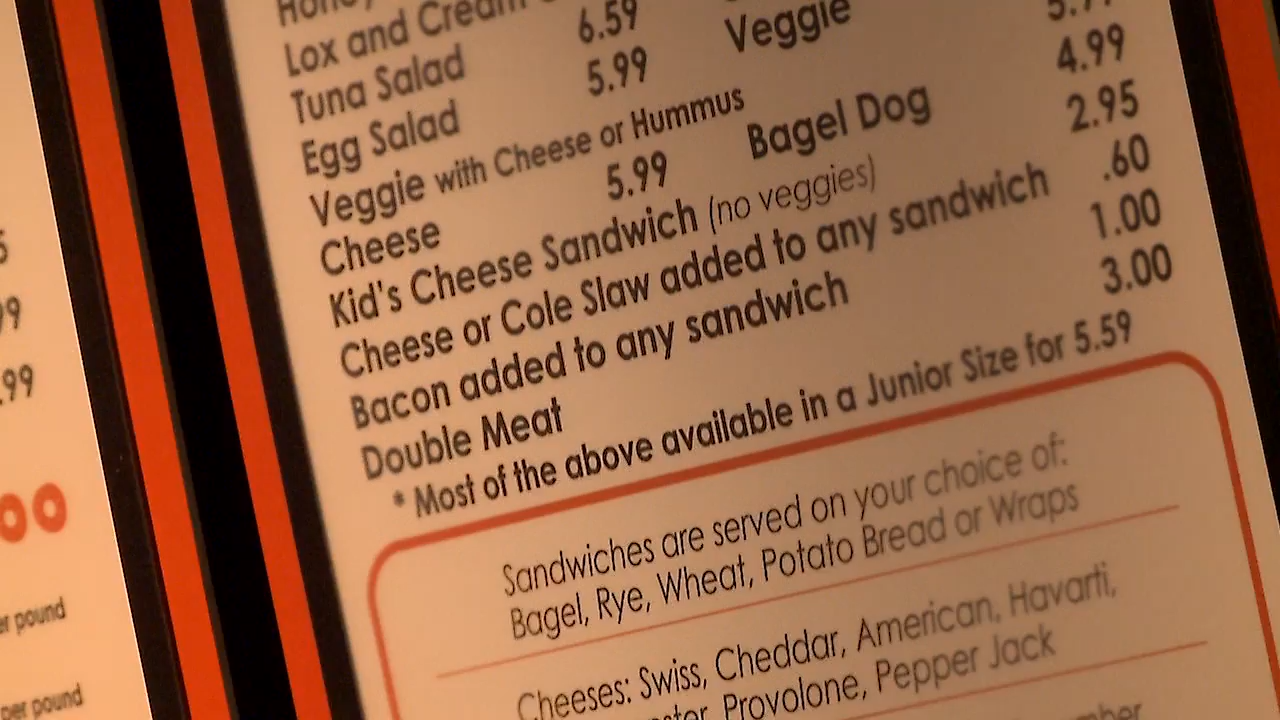 Lox and Cream
Tuna Salad 6.59 Veggie
Egg Salad 5.99 4.99
Veggie with Cheese or Hummus 2.95
Cheese 5.99 Bagel Dog .60
Kid's Cheese Sandwich (no veggies) 1.00
Cheese or Cole Slaw added to any sandwich 3.00
Bacon added to any sandwich
Double Meat
* Most of the above available in a Junior Size for 5.59
Sandwiches are served on your choice of:
Bagel, Rye, Wheat, Potato Bread or Wraps
Cheeses: Swiss, Cheddar, American, Havarti,
Provolone, Pepper Jack
.99
per pound